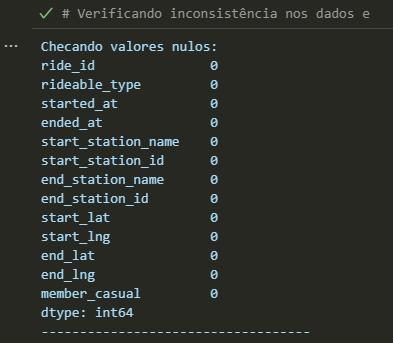 ✓ # Verificando inconsistência nos dados e
... Checando valores nulos:
ride_id 0
rideable_type 0
started_at 0
ended_at 0
start_station_name 0
start_station_id 0
end_station_name 0
end_station_id 0
start_lat 0
start_lng 0
end_lat 0
end_lng 0
member_casual 0
dtype: int64
-----------------------------------